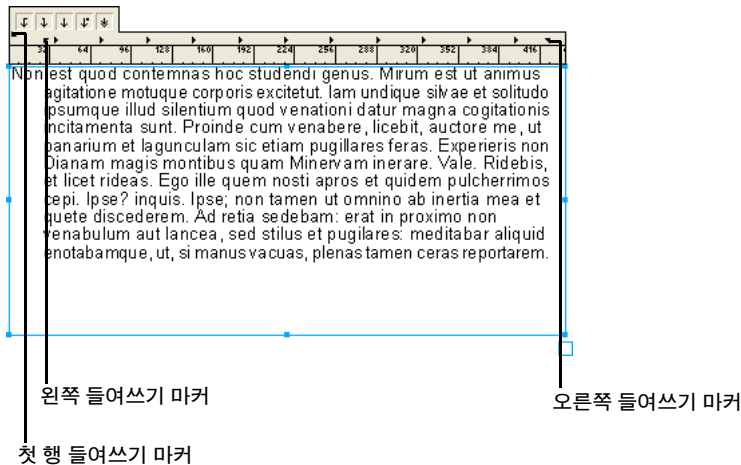 32 64 96 128 160 192 224 256 288 320 352 384 416
Non est quod contemnas hoc studendi genus. Mirum est ut animus
agitatione motuque corporis excitetut. Iam undique silvae et solitudo
ipsumque illud silentium quod venationi datur magna cogitationis
incitamenta sunt. Proinde cum venabere, licebit, auctore me, ut
panarium et lagunculam sic etiam pugillares feras. Experieris non
Dianam magis montibus quam Minervam inerare. Vale. Ridebis,
et licet rideas. Ego ille quem nosti apros et quidem pulcherrimos
cepi. Ipse? inquis. Ipse; non tamen ut omnino ab inertia mea et
quete discederem. Ad retia sedebam: erat in proximo non
venabulum aut lancea, sed stilus et pugilares: meditabar aliquid
enotabamque, ut, si manus vacuas, plenas tamen ceras reportarem.
왼쪽 들여쓰기 마커
오른쪽 들여쓰기 마커
첫 행 들여쓰기 마커